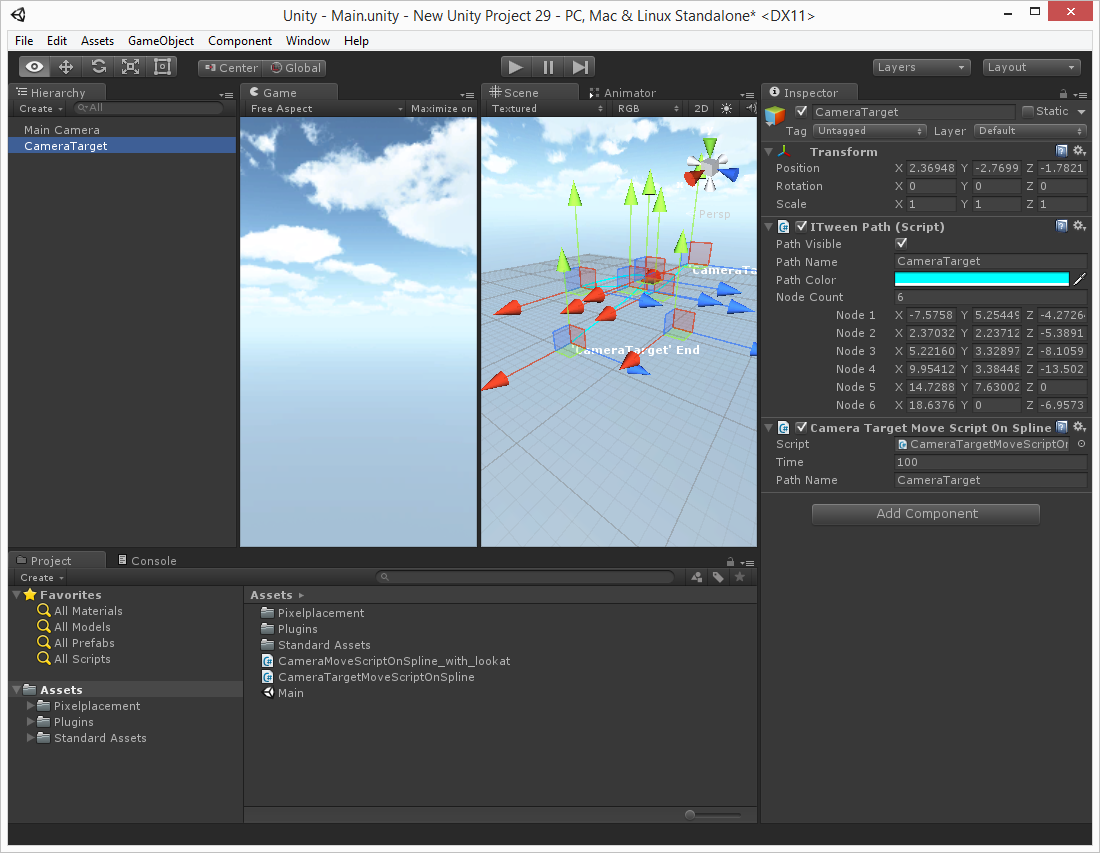 Unity - Main.unity - New Unity Project 29 - PC, Mac & Linux Standalone* <DX11>
File Edit Assets GameObject Component Window Help
Center Global Layers Layout
Hierarchy
Create All
Main Camera
CameraTarget
Game
Free Aspect Maximize on
Scene Animator
Textured RGB 2D
Persp
'CameraTa
'CameraTarget' End
Inspector
CameraTarget Static
Tag Untagged Layer Default
Transform
Position X 2.36948 Y -2.7699 Z -1.7821
Rotation X 0 Y 0 Z 0
Scale X 1 Y 1 Z 1
ITween Path (Script)
Path Visible
Path Name CameraTarget
Path Color
Node Count 6
Node 1 X -7.5758 Y 5.25449 Z -4.2726
Node 2 X 2.37032 Y 2.23712 Z -5.3891
Node 3 X 5.22160 Y 3.32897 Z -8.1059
Node 4 X 9.95412 Y 3.38448 Z -13.502
Node 5 X 14.7288 Y 7.63002 Z 0
Node 6 X 18.6376 Y 0 Z -6.9573
Camera Target Move Script On Spline
Script CameraTargetMoveScriptOn
Time 100
Path Name CameraTarget
Add Component
Project Console
Create
Favorites
All Materials
All Models
All Prefabs
All Scripts
Assets
Pixelplacement
Plugins
Standard Assets
Assets
Pixelplacement
Plugins
Standard Assets
CameraMoveScriptOnSpline_with_lookat
CameraTargetMoveScriptOnSpline
Main